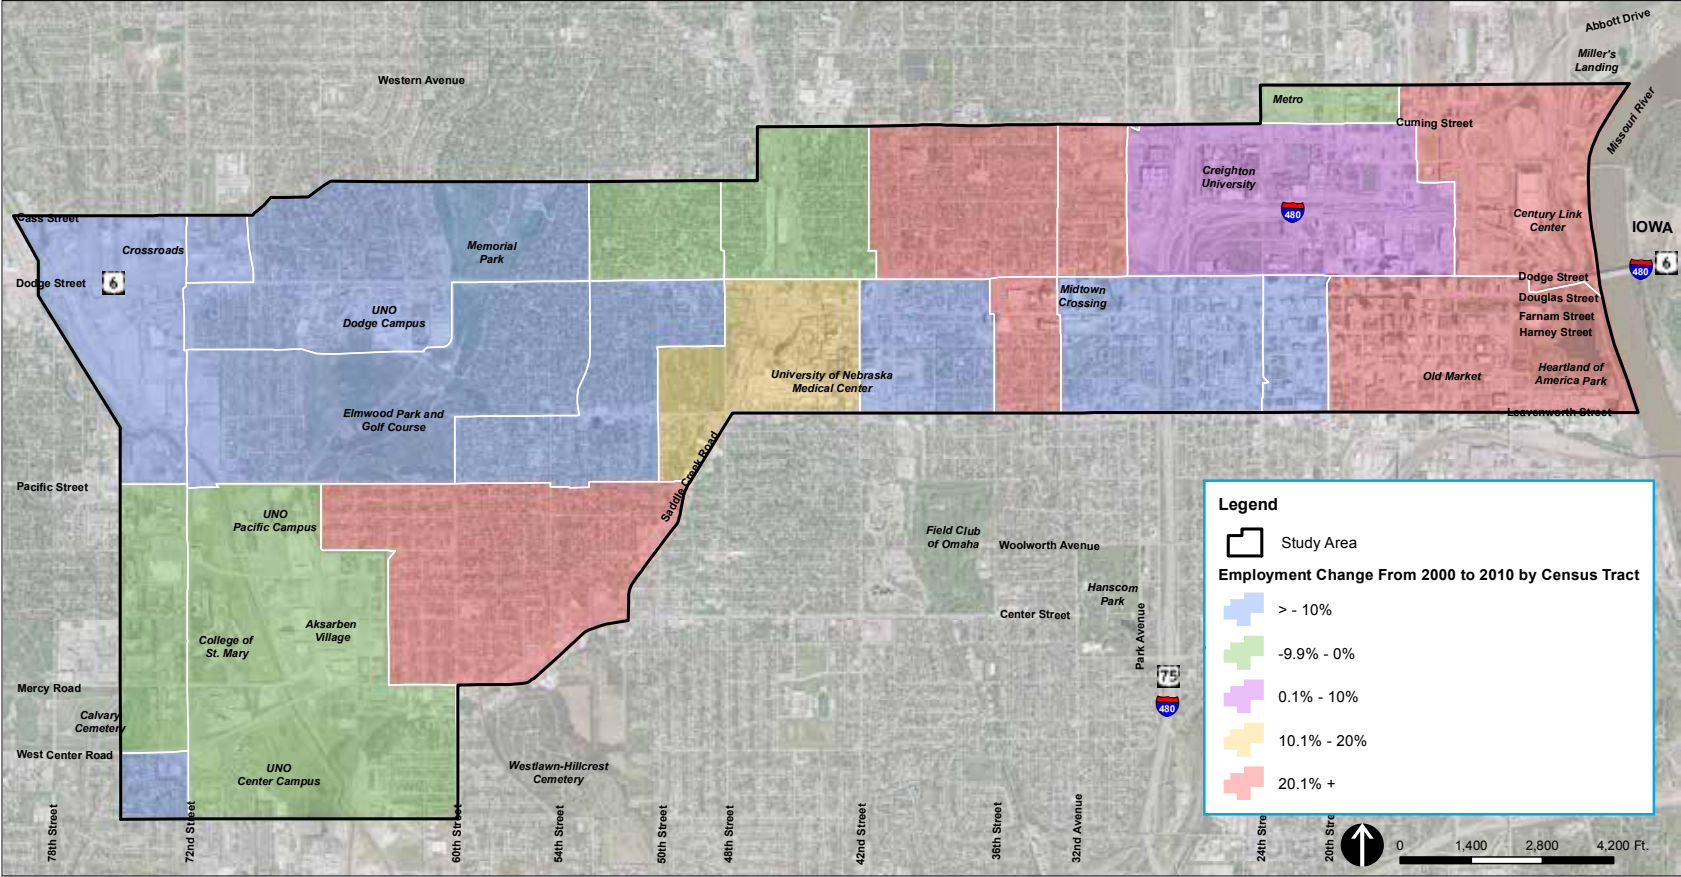 Abbott Drive
Miller's
Landing
Western Avenue
Missouri River
Metro
Cuming Street
Creighton
University
480
Cass Street
Crossroads
Memorial
Park
Century Link
Center
IOWA
480
6
Dodge Street
6
Dodge Street
Midtown
Crossing
Douglas Street
Farnam Street
Harney Street
UNO
Dodge Campus
University of Nebraska
Medical Center
Old Market
Heartland of
America Park
Elmwood Park and
Golf Course
Leavenworth Street
Saddle Creek Road
Pacific Street
UNO
Pacific Campus
Field Club
of Omaha
Woolworth Avenue
Hanscom
Park
Center Street
Park Avenue
75
480
Aksarben
Village
College of
St. Mary
Mercy Road
Calvary
Cemetery
West Center Road
UNO
Center Campus
Westlawn-Hillcrest
Cemetery
78th Street
72nd Street
60th Street
54th Street
50th Street
48th Street
42nd Street
36th Street
32nd Avenue
24th Stre
20th Stre
Legend
Study Area
Employment Change From 2000 to 2010 by Census Tract
> - 10%
-9.9% - 0%
0.1% - 10%
10.1% - 20%
20.1% +
0 1,400 2,800 4,200 Ft.